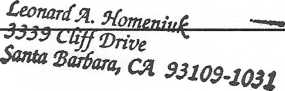 Leonard A. Homeniuk
3339 Cliff Drive
Santa Barbara, CA 93109-1031